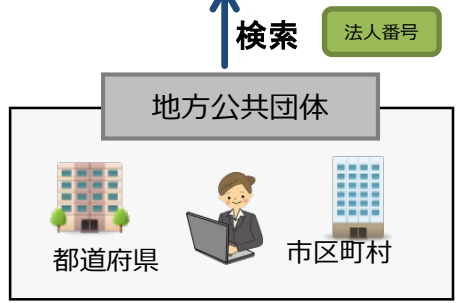 検索
法人番号
地方公共団体
都道府県
市区町村